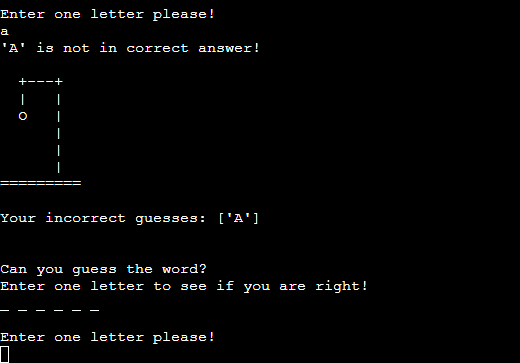 Enter one letter please!
a
'A' is not in correct answer!
  +---+
  |   |
  O   |
      |
      |
      |
=========
Your incorrect guesses: ['A']
Can you guess the word?
Enter one letter to see if you are right!
_ _ _ _ _ _
Enter one letter please!